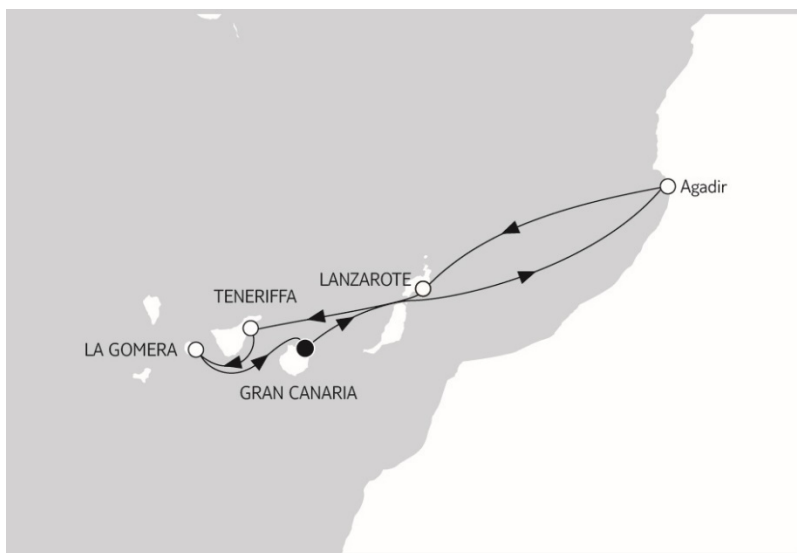 Agadir
LANZAROTE
TENERIFFA
LA GOMERA
GRAN CANARIA